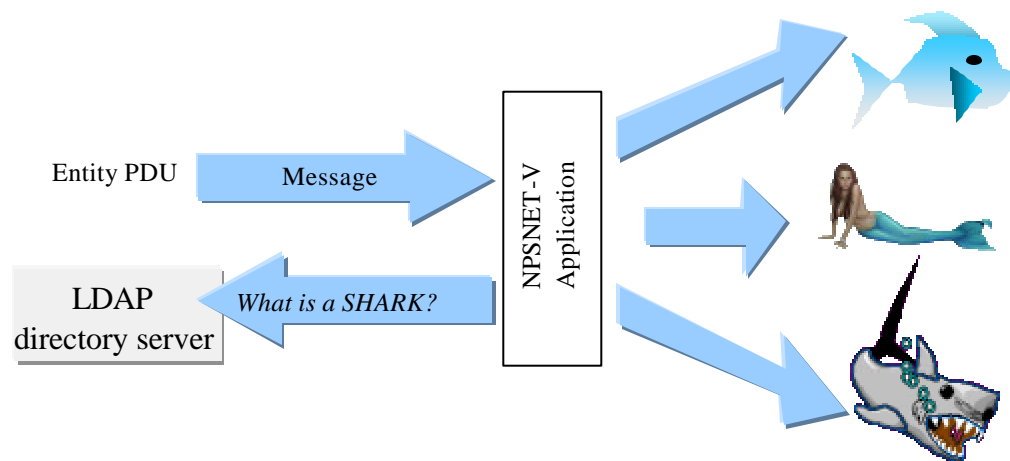 Entity PDU
Message
NPSNET-V
Application
LDAP
directory server
What is a SHARK?